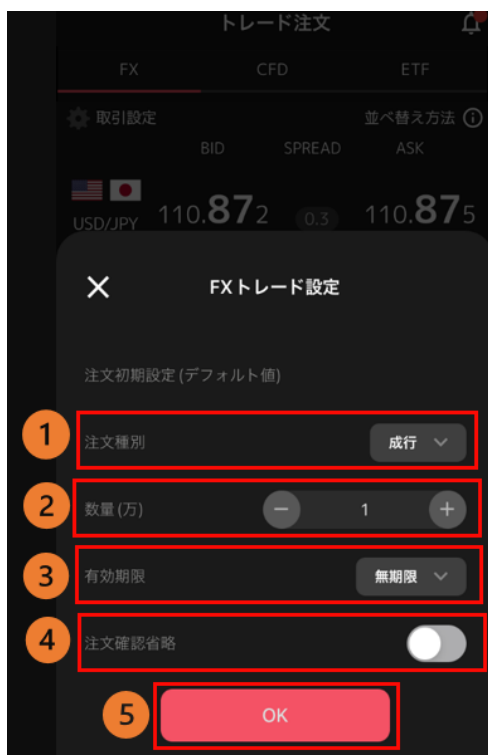 トレード注文
FX CFD ETF
取引設定 並べ替え方法
BID SPREAD ASK
USD/JPY 110.872 0.3 110.875
FXトレード設定
注文初期設定(デフォルト値)
1 注文種別 成行
2 数量(万) 1
3 有効期限 無期限
4 注文確認省略
5 OK